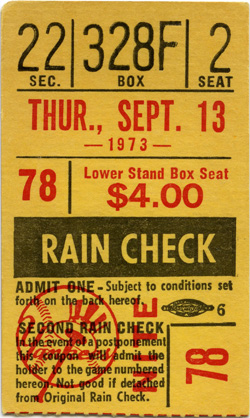 22 328F 2
SEC. BOX SEAT
THUR., SEPT. 13
—1973—
78 Lower Stand Box Seat
$4.00
RAIN CHECK
ADMIT ONE - Subject to conditions set
forth on the back hereof.
6
SECOND RAIN CHECK
In the event of a postponement
this coupon will admit the
holder to the game numbered
hereon. Not good if detached
from Original Rain Check.
78